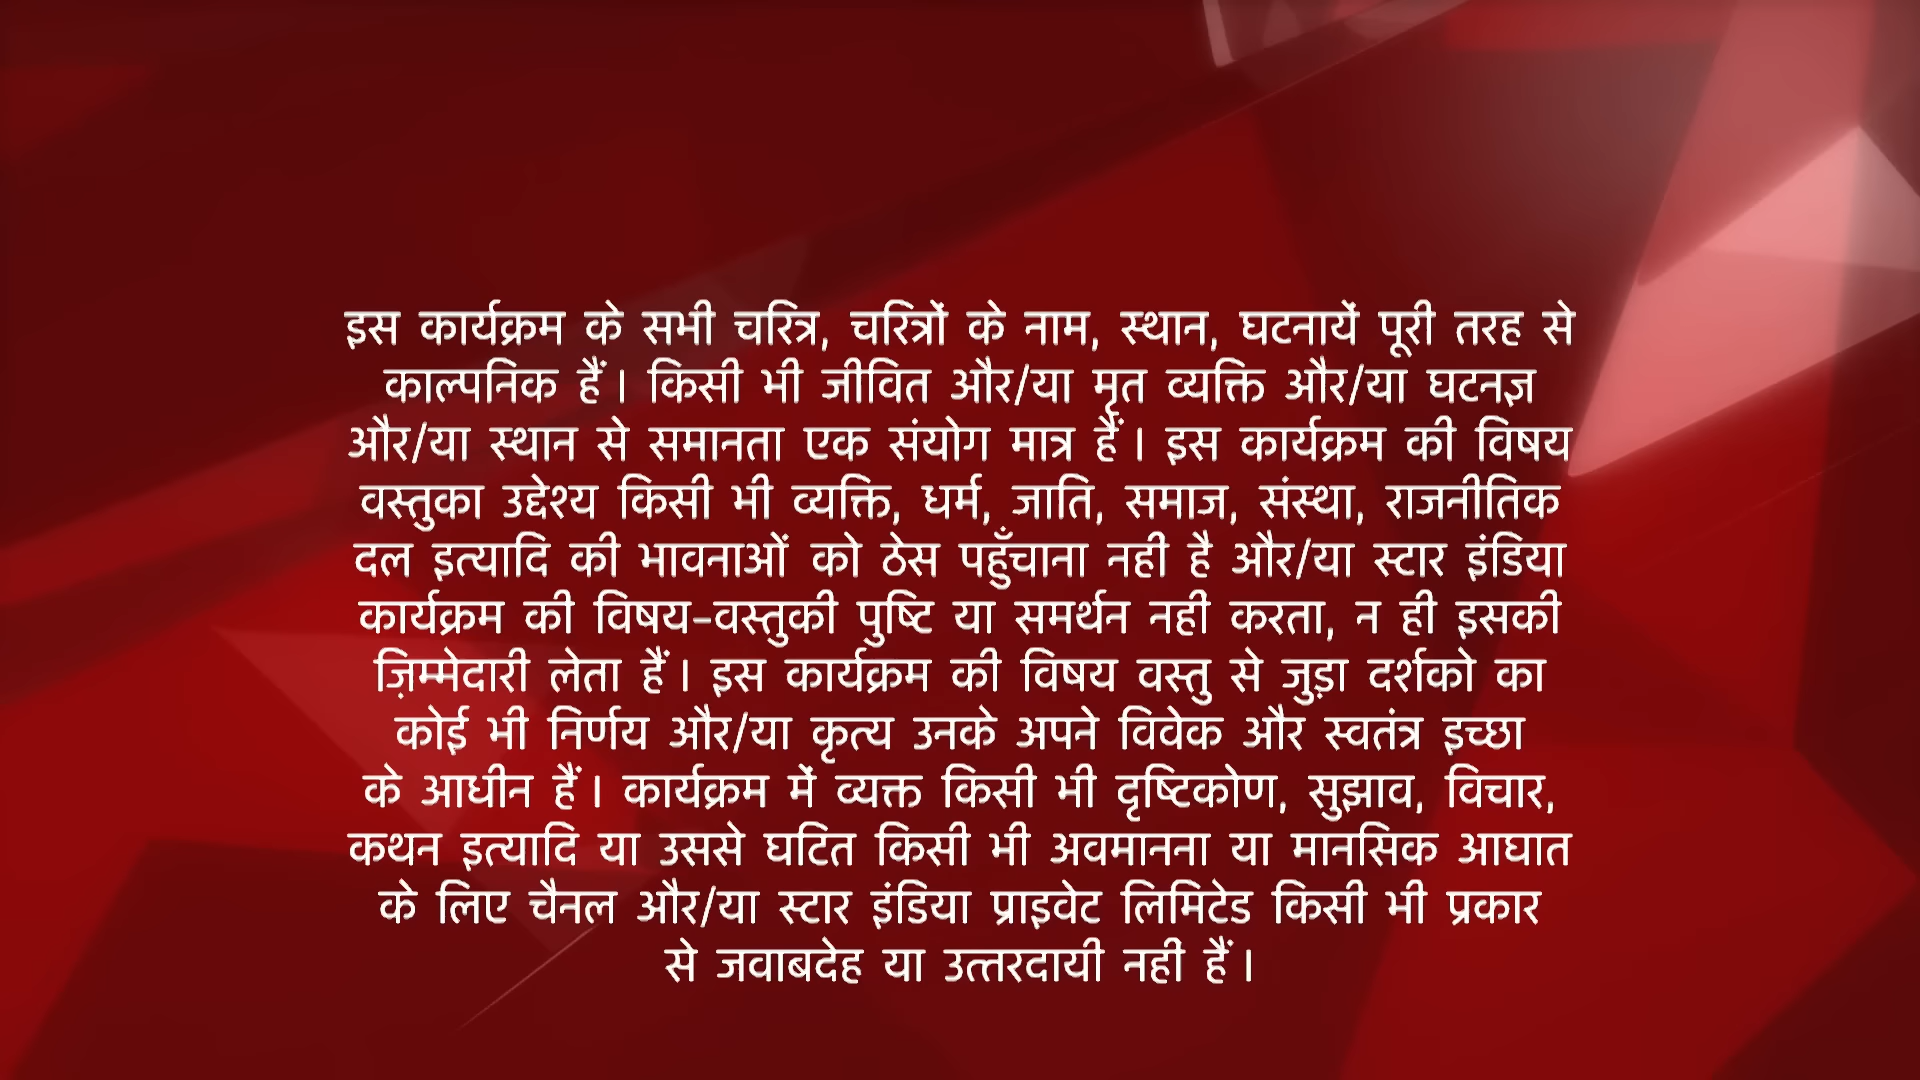 इस कार्यक्रम के सभी चरित्र, चरित्रों के नाम, स्थान, घटनायें पूरी तरह से
काल्पनिक हैं। किसी भी जीवित और/या मृत व्यक्ति और/या घटनज्ञ
और/या स्थान से समानता एक संयोग मात्र हैं। इस कार्यक्रम की विषय
वस्तुका उद्देश्य किसी भी व्यक्ति, धर्म, जाति, समाज, संस्था, राजनीतिक
दल इत्यादि की भावनाओं को ठेस पहुँचाना नही है और/या स्टार इंडिया
कार्यक्रम की विषय-वस्तुकी पुष्टि या समर्थन नही करता, न ही इसकी
ज़िम्मेदारी लेता हैं। इस कार्यक्रम की विषय वस्तु से जुड़ा दर्शको का
कोई भी निर्णय और/या कृत्य उनके अपने विवेक और स्वतंत्र इच्छा
के आधीन हैं। कार्यक्रम में व्यक्त किसी भी दृष्टिकोण, सुझाव, विचार,
कथन इत्यादि या उससे घटित किसी भी अवमानना या मानसिक आघात
के लिए चैनल और/या स्टार इंडिया प्राइवेट लिमिटेड किसी भी प्रकार
से जवाबदेह या उत्तरदायी नही हैं।